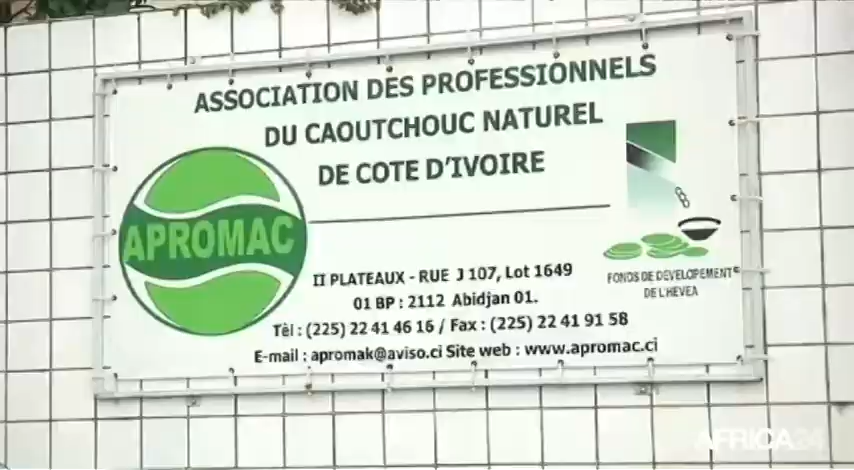 ASSOCIATION DES PROFESSIONNELS
DU CAOUTCHOUC NATUREL
DE COTE D'IVOIRE
APROMAC
II PLATEAUX - RUE J 107, Lot 1649
01 BP : 2112 Abidjan 01.
Tèl : (225) 22 41 46 16 / Fax : (225) 22 41 91 58
E-mail : apromak@aviso.ci Site web : www.apromac.ci
FONDS DE DEVELOPEMENT
DE L'HEVEA
AFRICA24